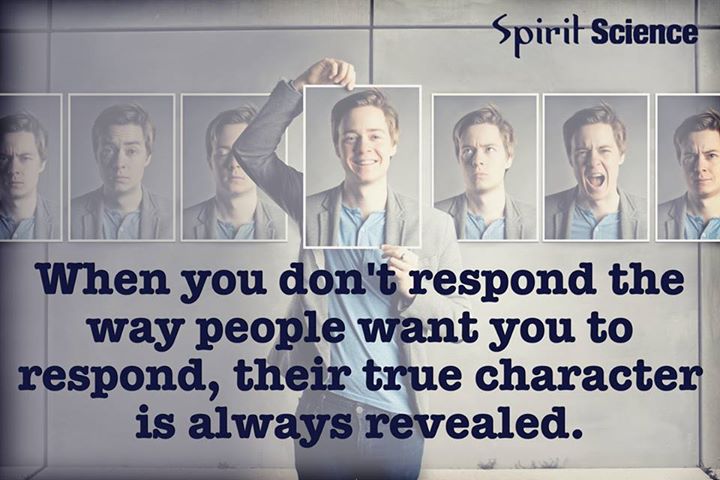 Spirit Science
When you don't respond the
way people want you to
respond, their true character
is always revealed.